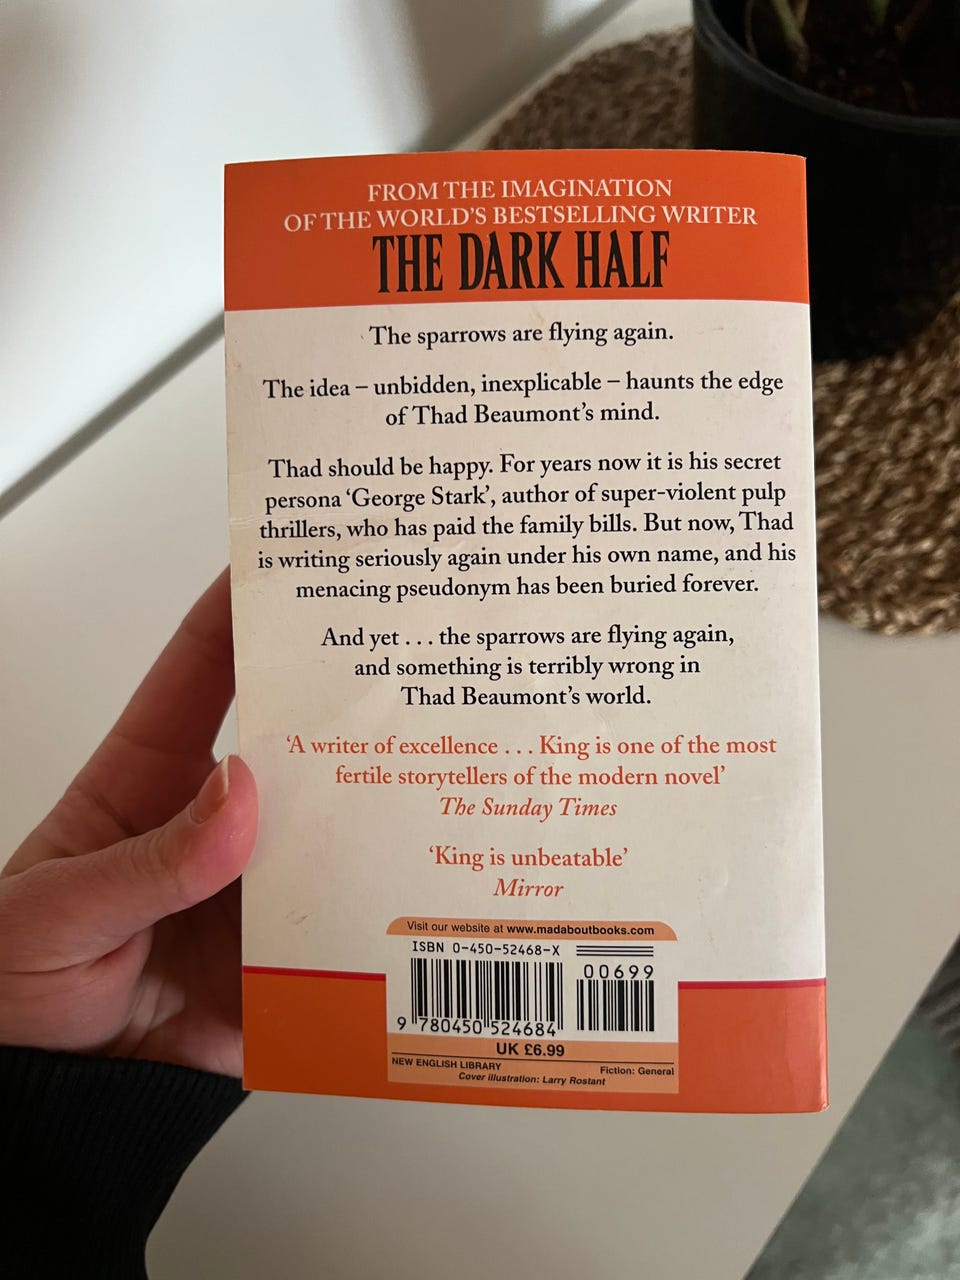 FROM THE IMAGINATION
OF THE WORLD'S BESTSELLING WRITER
THE DARK HALF
The sparrows are flying again.
The idea – unbidden, inexplicable – haunts the edge
of Thad Beaumont's mind.
Thad should be happy. For years now it is his secret
persona 'George Stark', author of super-violent pulp
thrillers, who has paid the family bills. But now, Thad
is writing seriously again under his own name, and his
menacing pseudonym has been buried forever.
And yet . . . the sparrows are flying again,
and something is terribly wrong in
Thad Beaumont's world.
'A writer of excellence . . . King is one of the most
fertile storytellers of the modern novel'
The Sunday Times
'King is unbeatable'
Mirror
Visit our website at www.madaboutbooks.com
ISBN 0-450-52468-X
00699
9 780450 524684
UK £6.99
NEW ENGLISH LIBRARY
Fiction: General
Cover illustration: Larry Rostant